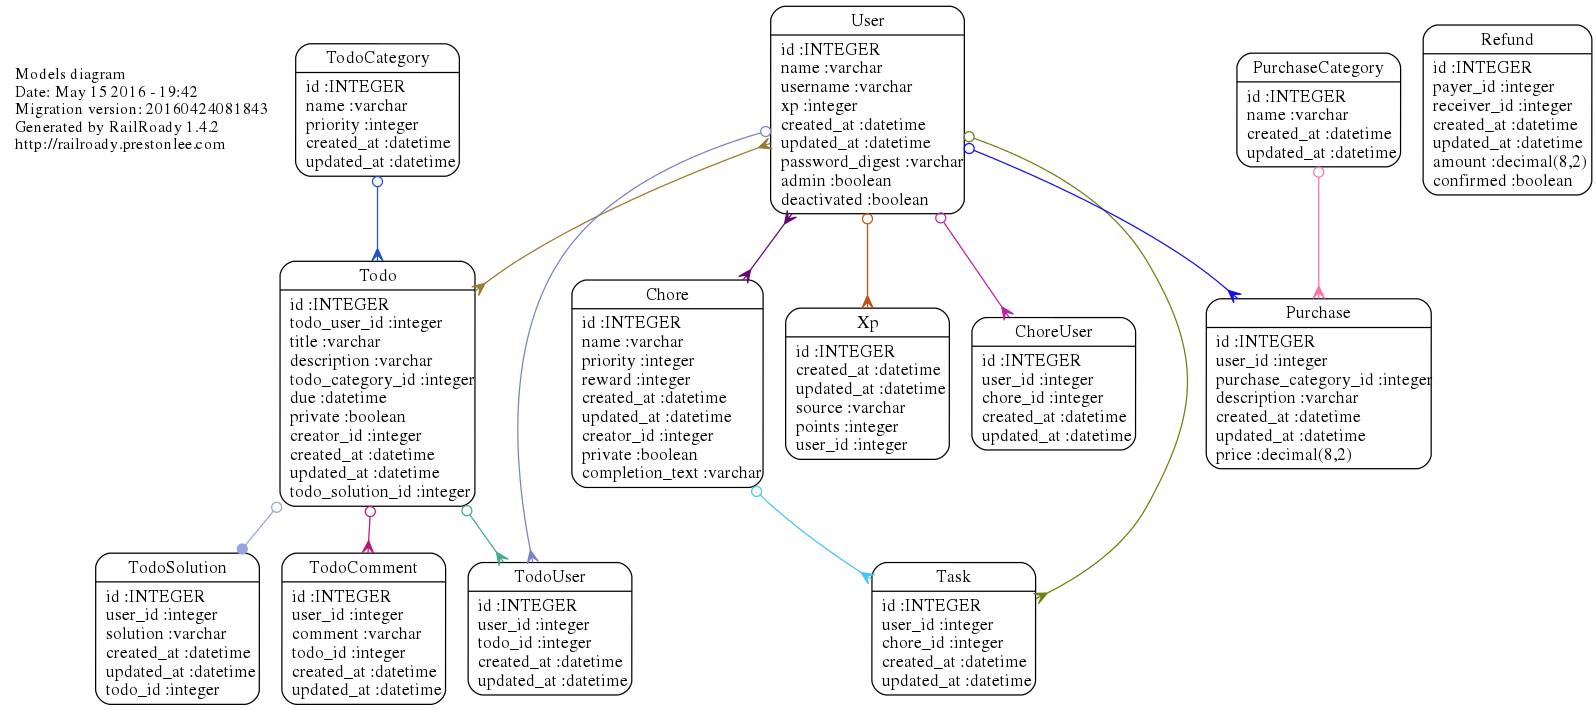 Models diagram
Date: May 15 2016 - 19:42
Migration version: 20160424081843
Generated by RailRoady 1.4.2
http://railroady.prestonlee.com
TodoCategory
id :INTEGER
name :varchar
priority :integer
created_at :datetime
updated_at :datetime
User
id :INTEGER
name :varchar
username :varchar
xp :integer
created_at :datetime
updated_at :datetime
password_digest :varchar
admin :boolean
deactivated :boolean
PurchaseCategory
id :INTEGER
name :varchar
created_at :datetime
updated_at :datetime
Refund
id :INTEGER
payer_id :integer
receiver_id :integer
created_at :datetime
updated_at :datetime
amount :decimal(8,2)
confirmed :boolean
Todo
id :INTEGER
todo_user_id :integer
title :varchar
description :varchar
todo_category_id :integer
due :datetime
private :boolean
creator_id :integer
created_at :datetime
updated_at :datetime
todo_solution_id :integer
Chore
id :INTEGER
name :varchar
priority :integer
reward :integer
created_at :datetime
updated_at :datetime
creator_id :integer
private :boolean
completion_text :varchar
Xp
id :INTEGER
created_at :datetime
updated_at :datetime
source :varchar
points :integer
user_id :integer
ChoreUser
id :INTEGER
user_id :integer
chore_id :integer
created_at :datetime
updated_at :datetime
Purchase
id :INTEGER
user_id :integer
purchase_category_id :integer
description :varchar
created_at :datetime
updated_at :datetime
price :decimal(8,2)
TodoSolution
id :INTEGER
user_id :integer
solution :varchar
created_at :datetime
updated_at :datetime
todo_id :integer
TodoComment
id :INTEGER
user_id :integer
comment :varchar
todo_id :integer
created_at :datetime
updated_at :datetime
TodoUser
id :INTEGER
user_id :integer
todo_id :integer
created_at :datetime
updated_at :datetime
Task
id :INTEGER
user_id :integer
chore_id :integer
created_at :datetime
updated_at :datetime